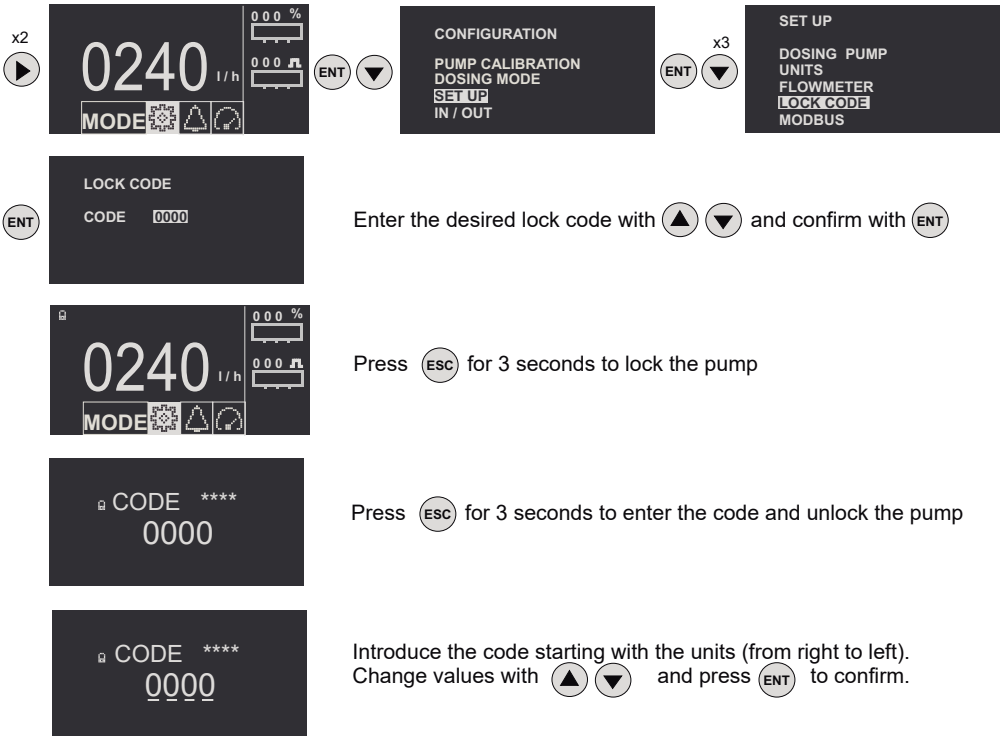 x2
000 %
0240 l/h
000
MODE
ENT
CONFIGURATION
PUMP CALIBRATION
DOSING MODE
SET UP
IN / OUT
ENT
x3
SET UP
DOSING PUMP
UNITS
FLOWMETER
LOCK CODE
MODBUS
ENT
LOCK CODE
CODE 0000
Enter the desired lock code with and confirm with ENT
000 %
0240 l/h
000
MODE
Press ESC for 3 seconds to lock the pump
CODE ****
0000
Press ESC for 3 seconds to enter the code and unlock the pump
CODE ****
0000
Introduce the code starting with the units (from right to left).
Change values with and press ENT to confirm.